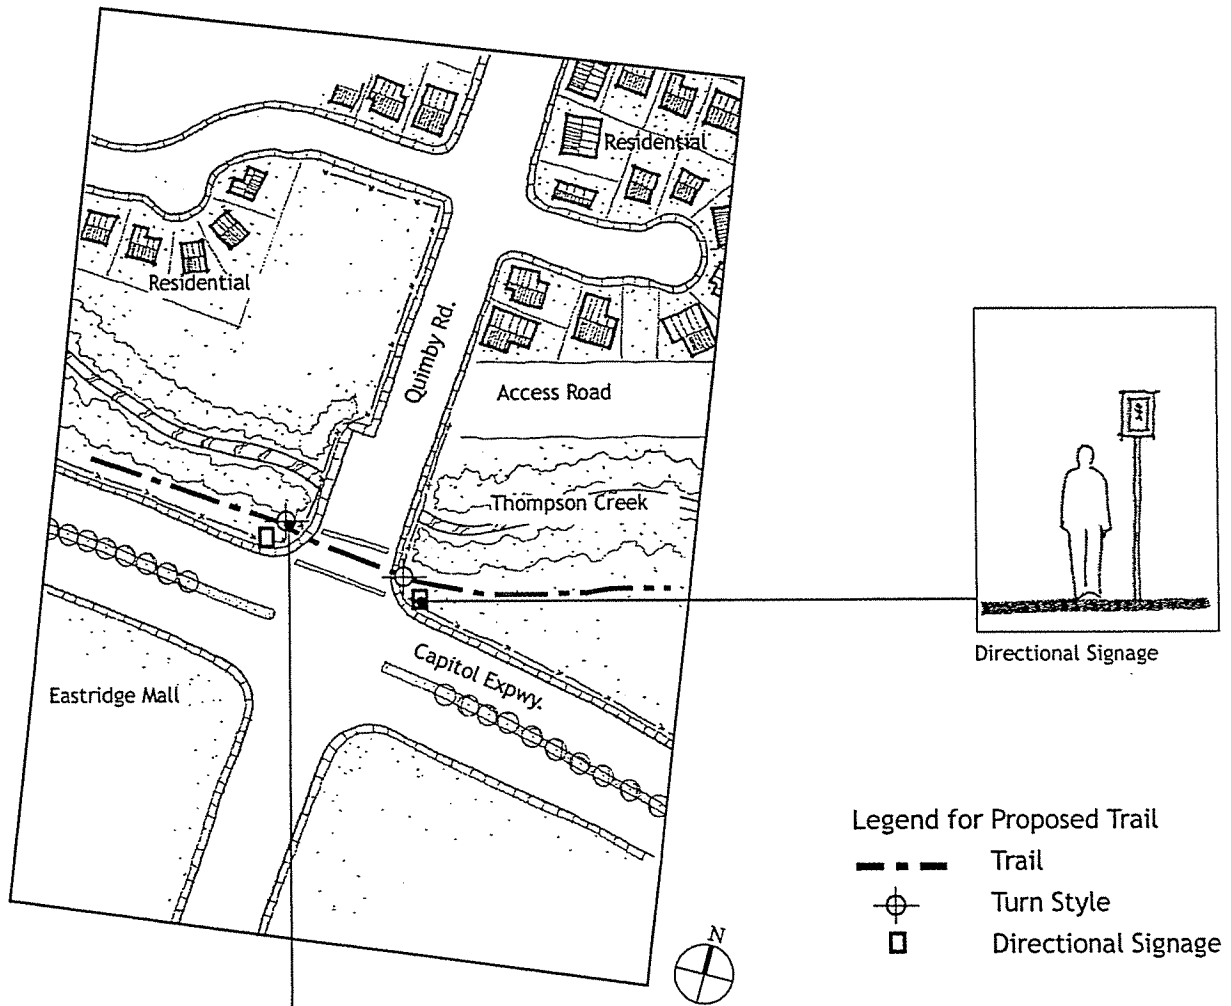 Residential
Residential
Quimby Rd.
Access Road
Thompson Creek
Capitol Expwy.
Eastridge Mall
Directional Signage
Legend for Proposed Trail
Trail
Turn Style
Directional Signage
N